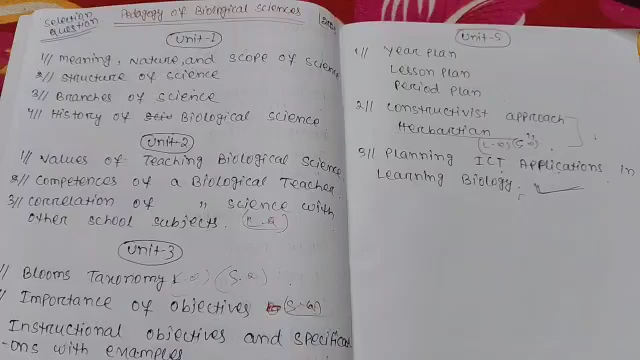 Selection Question
Pedagogy of Biological Sciences
Unit-1
1// Meaning, Nature, and scope of science
2// Structure of science
3// Branches of science
4// History of Biological science
Unit-2
1// Values of Teaching Biological Science
2// Competences of a Biological Teacher
3// Correlation of " science with
other school subjects. (L-Q)
Unit-3
// Blooms Taxonomy (S-Q)
// Importance of objectives (S-Q)
Instructional objectives and specificati
-ons with examples
Unit-5
1// Year Plan
Lesson Plan
Period Plan
2// Constructivist approach
Herbartian
3// Planning ICT Applications in
Learning Biology.